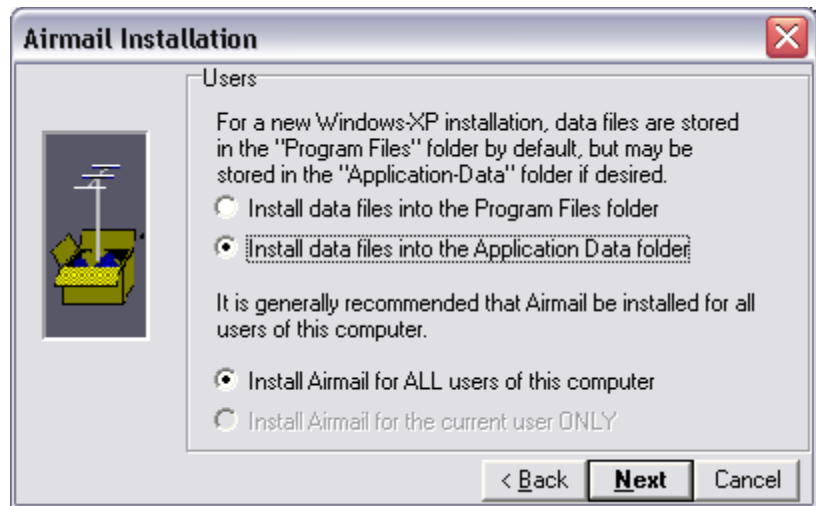 Airmail Installation
Users
For a new Windows-XP installation, data files are stored
in the "Program Files" folder by default, but may be
stored in the "Application-Data" folder if desired.
Install data files into the Program Files folder
Install data files into the Application Data folder
It is generally recommended that Airmail be installed for all
users of this computer.
Install Airmail for ALL users of this computer
Install Airmail for the current user ONLY
< Back Next Cancel